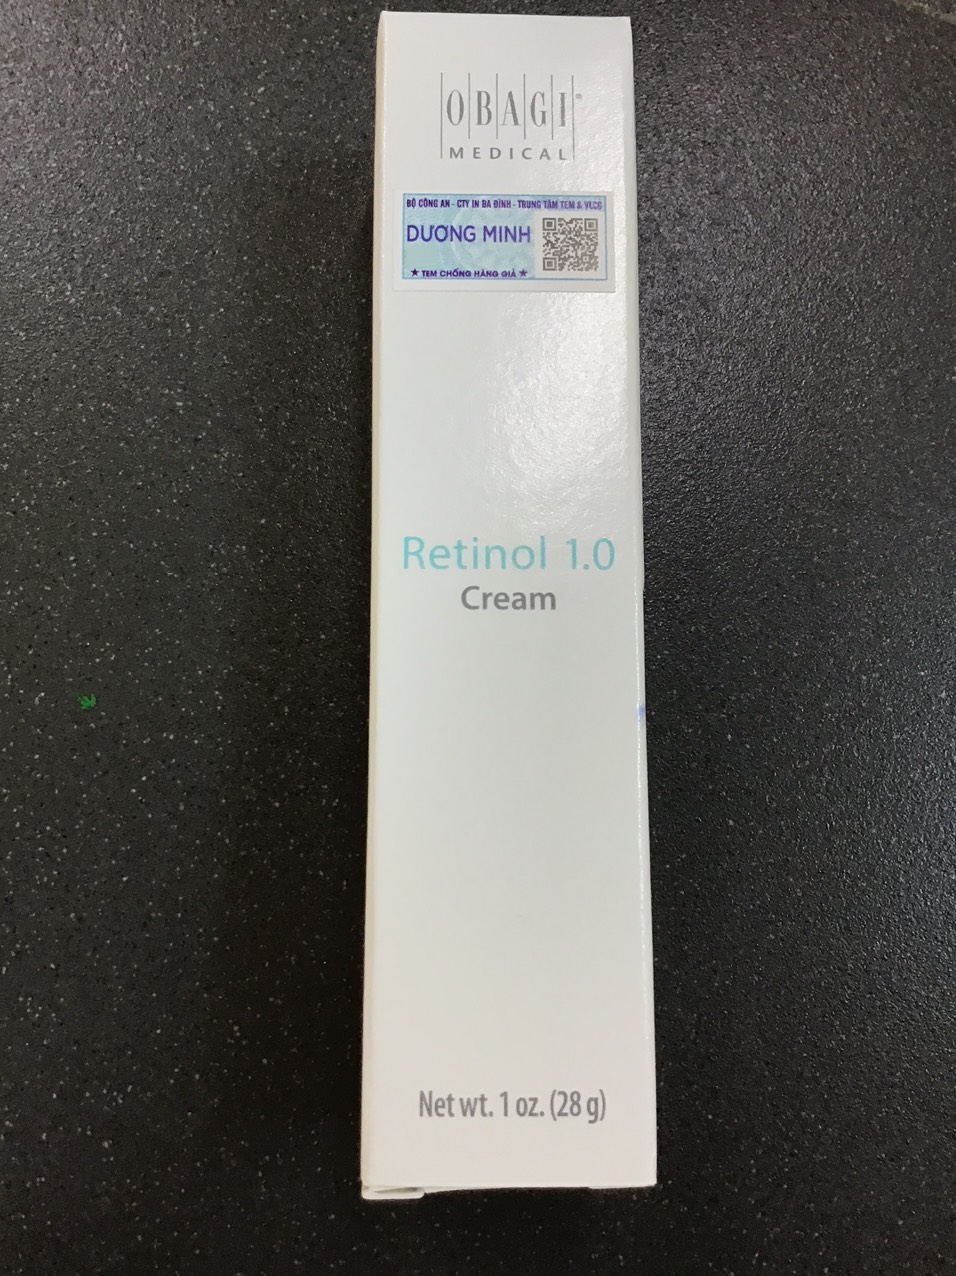 OBAGI®
MEDICAL
BỘ CÔNG AN - CTY IN BA ĐÌNH - TRUNG TÂM TEM & VLCG
DƯƠNG MINH
★ TEM CHỐNG HÀNG GIẢ ★
Retinol 1.0
Cream
Net wt. 1 oz. (28 g)